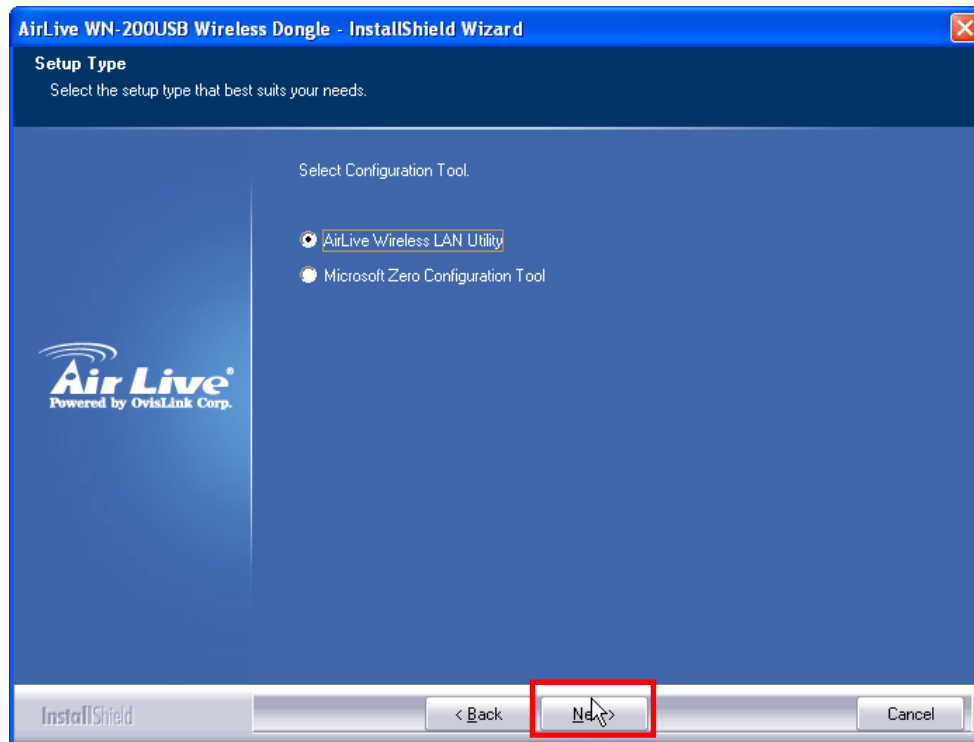 AirLive WN-200USB Wireless Dongle - InstallShield Wizard
Setup Type
Select the setup type that best suits your needs.
Select Configuration Tool.
AirLive Wireless LAN Utility
Microsoft Zero Configuration Tool
Air Live®
Powered by OvisLink Corp.
InstallShield
< Back
>
Cancel